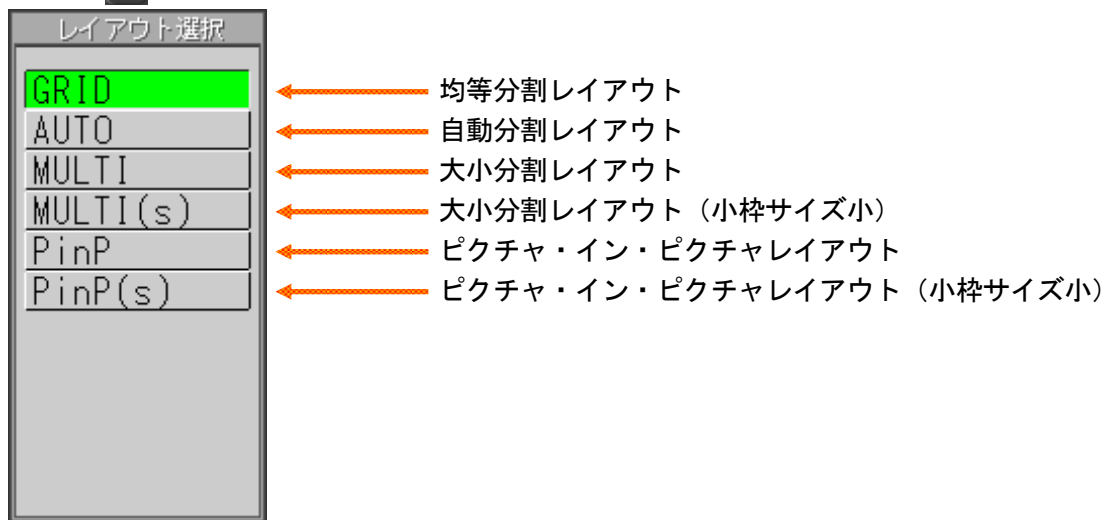 レイアウト選択
GRID 均等分割レイアウト
AUTO 自動分割レイアウト
MULTI 大小分割レイアウト
MULTI(s) 大小分割レイアウト（小枠サイズ小）
PinP ピクチャ・イン・ピクチャレイアウト
PinP(s) ピクチャ・イン・ピクチャレイアウト（小枠サイズ小）